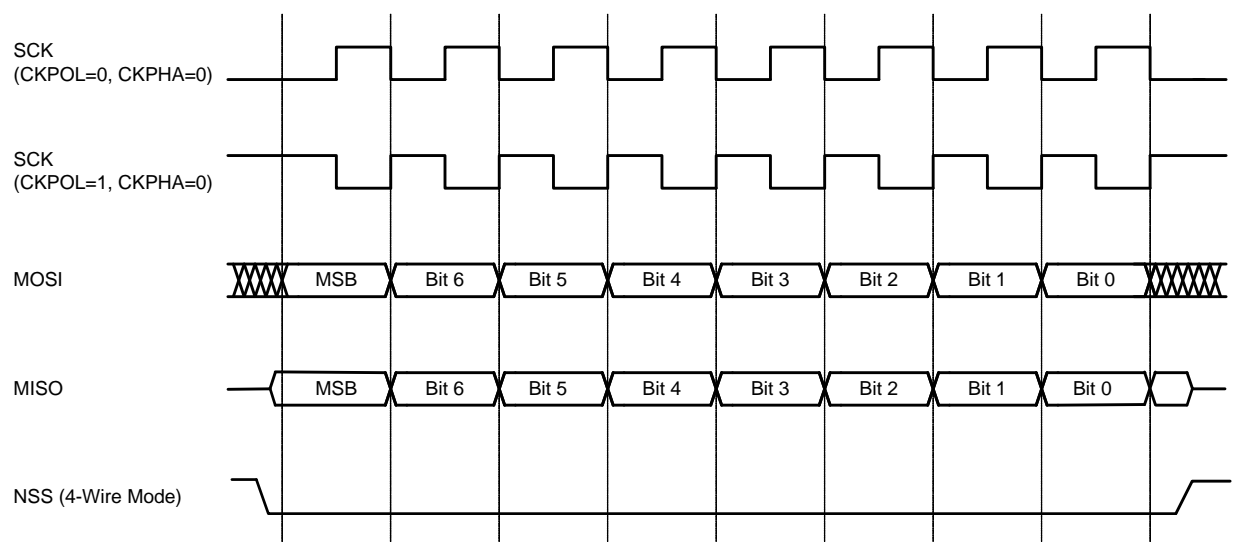 SCK
(CKPOL=0, CKPHA=0)
SCK
(CKPOL=1, CKPHA=0)
MOSI
MSB Bit 6 Bit 5 Bit 4 Bit 3 Bit 2 Bit 1 Bit 0
MISO
MSB Bit 6 Bit 5 Bit 4 Bit 3 Bit 2 Bit 1 Bit 0
NSS (4-Wire Mode)